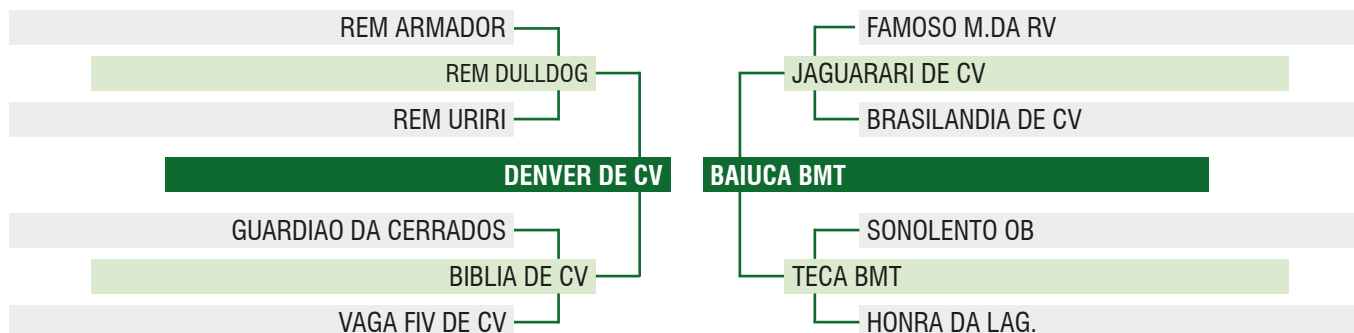 REM ARMADOR
REM DULLDOG
REM URIRI
DENVER DE CV
GUARDIAO DA CERRADOS
BIBLIA DE CV
VAGA FIV DE CV
FAMOSO M.DA RV
JAGUARARI DE CV
BRASILANDIA DE CV
BAIUCA BMT
SONOLENTO OB
TECA BMT
HONRA DA LAG.